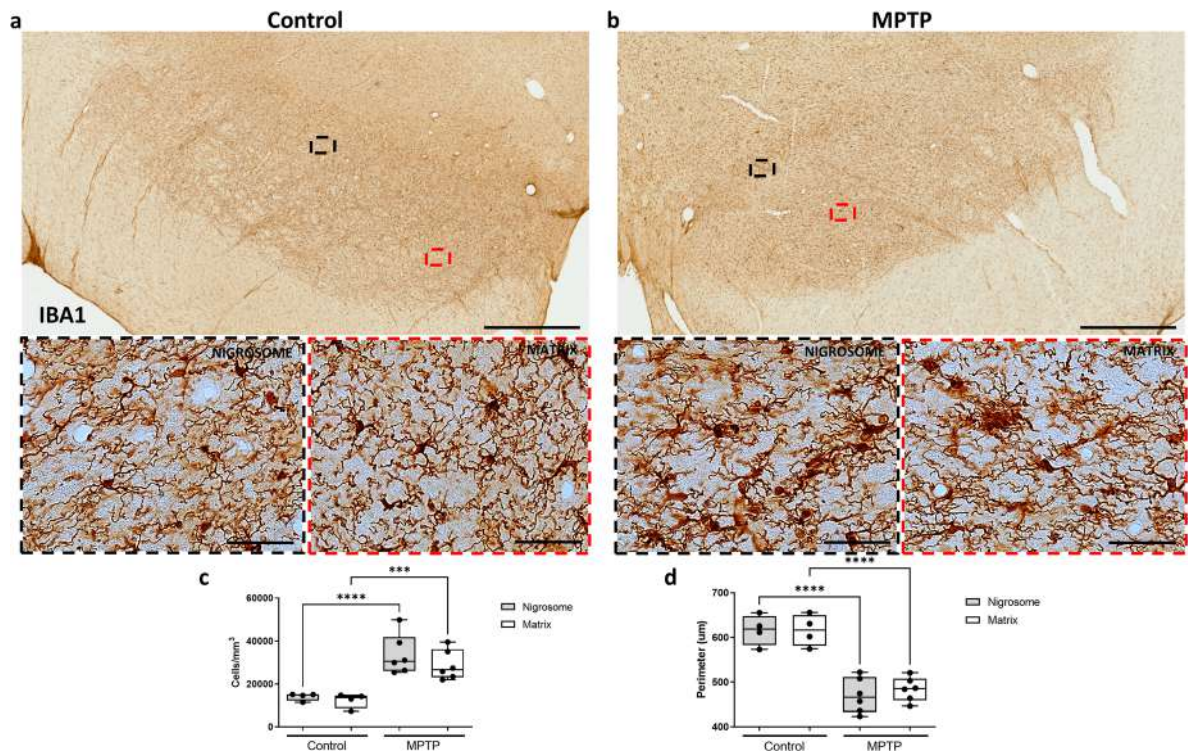 a
Control
b
MPTP
IBA1
NIGROSOME
MATRIX
NIGROSOME
MATRIX
c
****
***
60000
40000
20000
0
Cells/mm³
Control
MPTP
Nigrosome
Matrix
d
****
****
700
600
500
400
Perimeter (um)
Control
MPTP
Nigrosome
Matrix